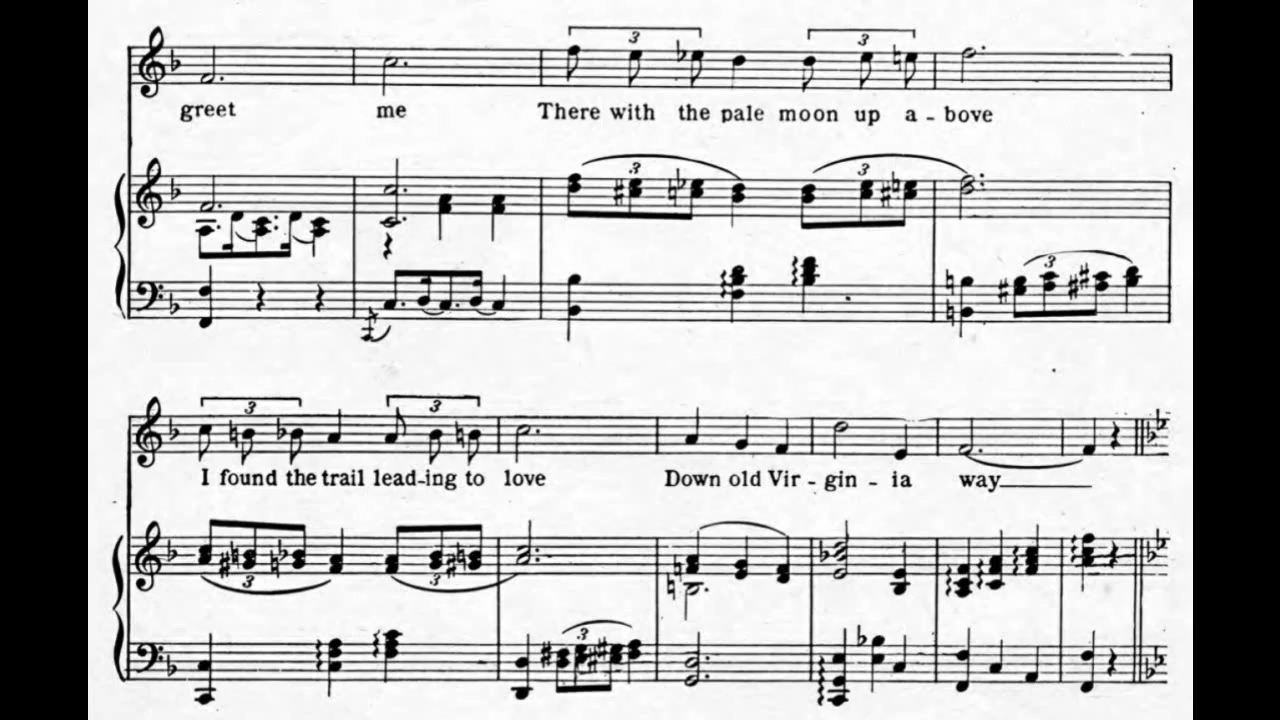 greet me There with the pale moon up a - bove
I found the trail lead-ing to love Down old Vir - gin - ia way